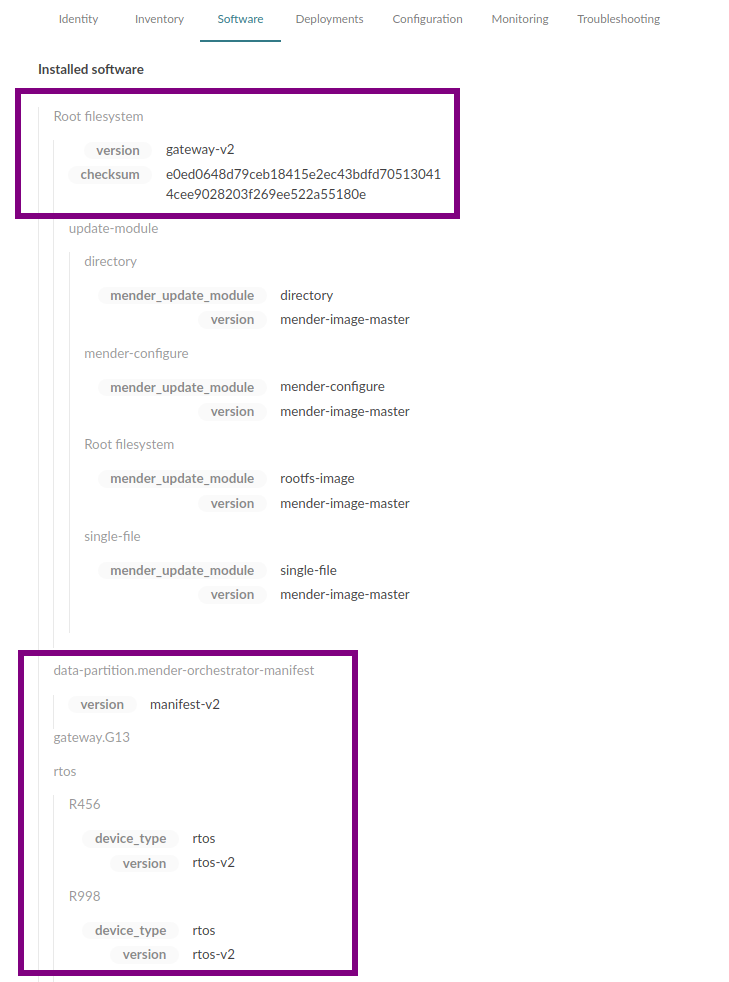 Identity Inventory Software Deployments Configuration Monitoring Troubleshooting
Installed software
Root filesystem
version gateway-v2
checksum e0ed0648d79ceb18415e2ec43bdfd70513041
4cee9028203f269ee522a55180e
update-module
directory
mender_update_module directory
version mender-image-master
mender-configure
mender_update_module mender-configure
version mender-image-master
Root filesystem
mender_update_module rootfs-image
version mender-image-master
single-file
mender_update_module single-file
version mender-image-master
data-partition.mender-orchestrator-manifest
version manifest-v2
gateway.G13
rtos
R456
device_type rtos
version rtos-v2
R998
device_type rtos
version rtos-v2